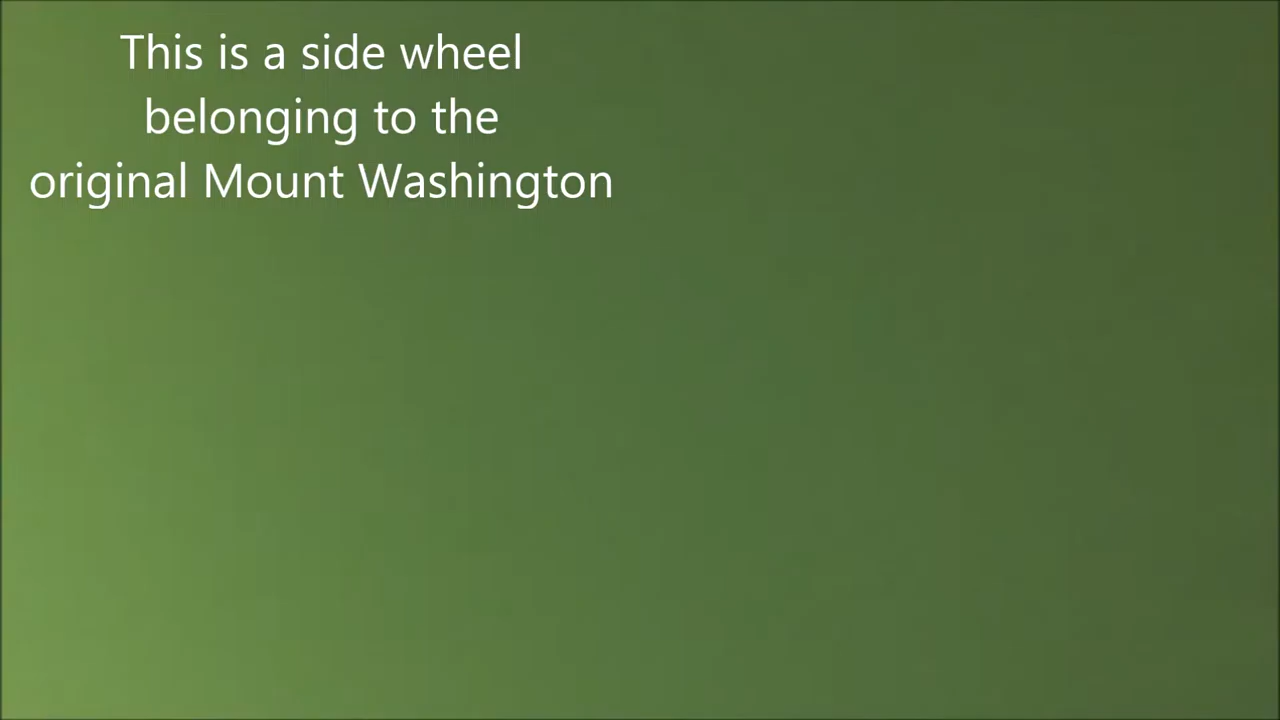 This is a side wheel
belonging to the
original Mount Washington